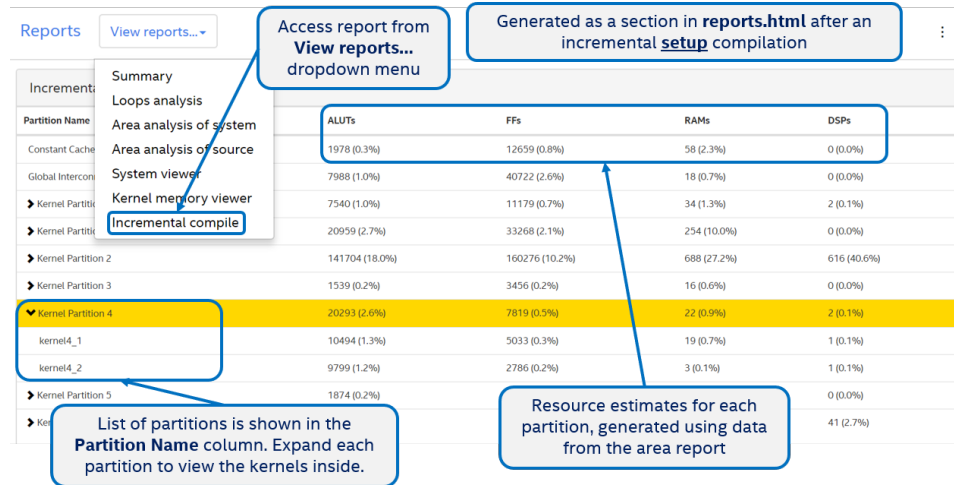 Reports
View reports...
Access report from
View reports...
dropdown menu
Generated as a section in reports.html after an
incremental setup compilation
Summary
Loops analysis
Area analysis of system
Area analysis of source
System viewer
Kernel memory viewer
Incremental compile
Incrementa
Partition Name ALUTs FFs RAMs DSPs
Constant Cache 1978 (0.3%) 12659 (0.8%) 58 (2.3%) 0 (0.0%)
Global Interconn 7988 (1.0%) 40722 (2.6%) 18 (0.7%) 0 (0.0%)
Kernel Partitio 7540 (1.0%) 11179 (0.7%) 34 (1.3%) 2 (0.1%)
Kernel Partitio 20959 (2.7%) 33268 (2.1%) 254 (10.0%) 0 (0.0%)
Kernel Partition 2 141704 (18.0%) 160276 (10.2%) 688 (27.2%) 616 (40.6%)
Kernel Partition 3 1539 (0.2%) 3456 (0.2%) 16 (0.6%) 0 (0.0%)
Kernel Partition 4 20293 (2.6%) 7819 (0.5%) 22 (0.9%) 2 (0.1%)
kernel4_1 10494 (1.3%) 5033 (0.3%) 19 (0.7%) 1 (0.1%)
kernel4_2 9799 (1.2%) 2786 (0.2%) 3 (0.1%) 1 (0.1%)
Kernel Partition 5 1874 (0.2%) 0 (0.0%)
Ker 41 (2.7%)
List of partitions is shown in the
Partition Name column. Expand each
partition to view the kernels inside.
Resource estimates for each
partition, generated using data
from the area report